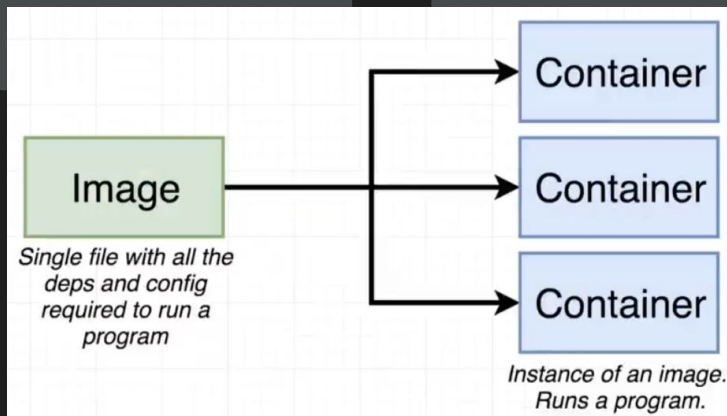 Container
Image
Container
Single file with all the
deps and config
required to run a
program
Container
Instance of an image.
Runs a program.